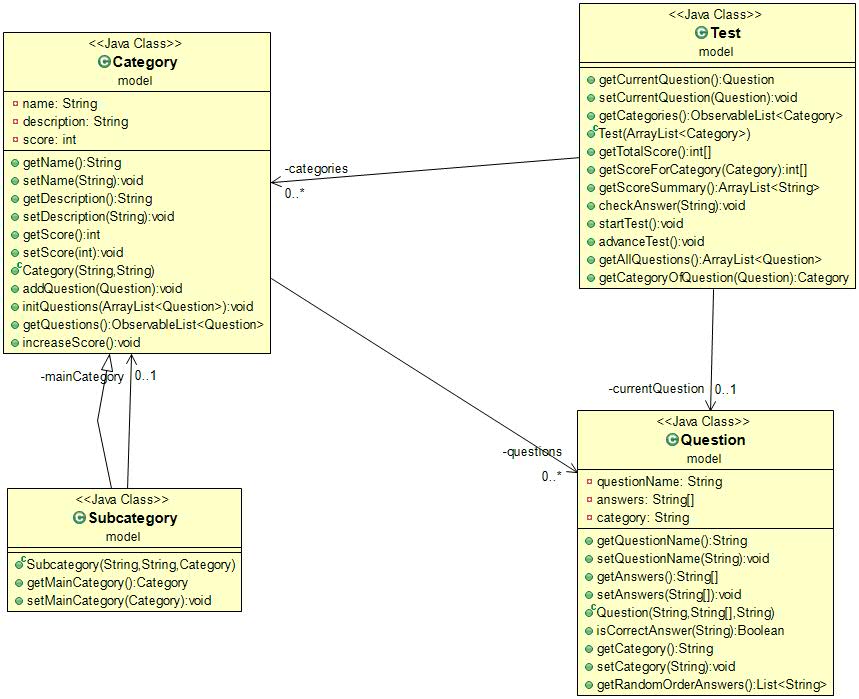 <<Java Class>>
Category
model
name: String
description: String
score: int
getName():String
setName(String):void
getDescription():String
setDescription(String):void
getScore():int
setScore(int):void
Category(String,String)
addQuestion(Question):void
initQuestions(ArrayList<Question>):void
getQuestions():ObservableList<Question>
increaseScore():void
<<Java Class>>
Test
model
getCurrentQuestion():Question
setCurrentQuestion(Question):void
getCategories():ObservableList<Category>
Test(ArrayList<Category>)
getTotalScore():int[]
getScoreForCategory(Category):int[]
getScoreSummary():ArrayList<String>
checkAnswer(String):void
startTest():void
advanceTest():void
getAllQuestions():ArrayList<Question>
getCategoryOfQuestion(Question):Category
-categories
0..*
-mainCategory
0..1
-currentQuestion
0..1
-questions
0..*
<<Java Class>>
Subcategory
model
Subcategory(String,String,Category)
getMainCategory():Category
setMainCategory(Category):void
<<Java Class>>
Question
model
questionName: String
answers: String[]
category: String
getQuestionName():String
setQuestionName(String):void
getAnswers():String[]
setAnswers(String[]):void
Question(String,String[],String)
isCorrectAnswer(String):Boolean
getCategory():String
setCategory(String):void
getRandomOrderAnswers():List<String>